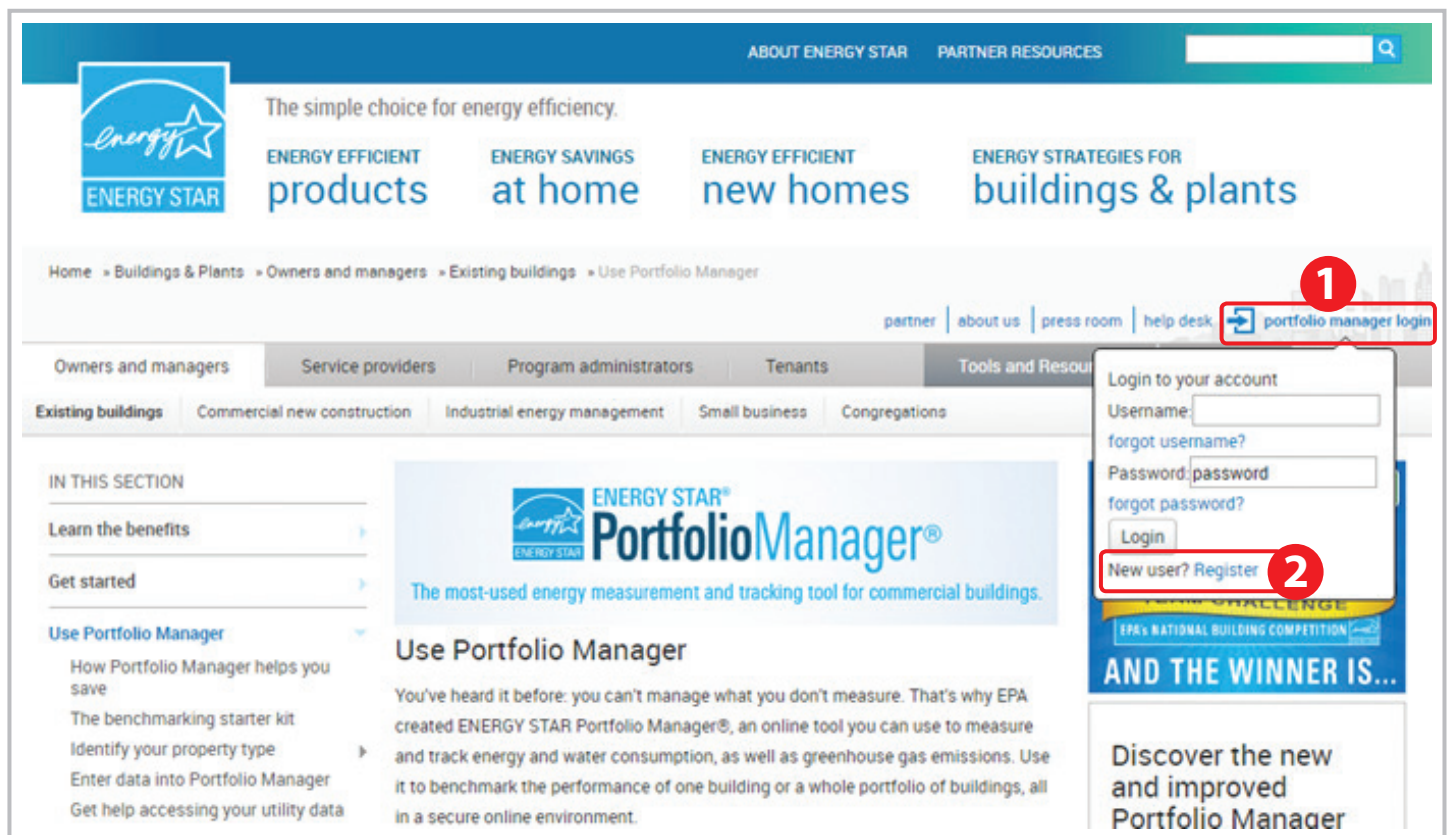 ABOUT ENERGY STAR PARTNER RESOURCES
The simple choice for energy efficiency.
energy
ENERGY STAR
ENERGY EFFICIENT
products
ENERGY SAVINGS
at home
ENERGY EFFICIENT
new homes
ENERGY STRATEGIES FOR
buildings & plants
Home » Buildings & Plants » Owners and managers » Existing buildings » Use Portfolio Manager
1
partner | about us | press room | help desk portfolio manager login
Owners and managers Service providers Program administrators Tenants Tools and Resour
Existing buildings Commercial new construction Industrial energy management Small business Congregations
Login to your account
Username:
forgot username?
Password: password
forgot password?
Login
New user? Register
2
IN THIS SECTION
Learn the benefits
Get started
Use Portfolio Manager
How Portfolio Manager helps you
save
The benchmarking starter kit
Identify your property type
Enter data into Portfolio Manager
Get help accessing your utility data
energy
ENERGY STAR
ENERGY STAR®
PortfolioManager®
The most-used energy measurement and tracking tool for commercial buildings.
Use Portfolio Manager
You've heard it before: you can't manage what you don't measure. That's why EPA
created ENERGY STAR Portfolio Manager®, an online tool you can use to measure
and track energy and water consumption, as well as greenhouse gas emissions. Use
it to benchmark the performance of one building or a whole portfolio of buildings, all
in a secure online environment.
TEAM CHALLENGE
EPA's NATIONAL BUILDING COMPETITION
AND THE WINNER IS...
Discover the new
and improved
Portfolio Manager